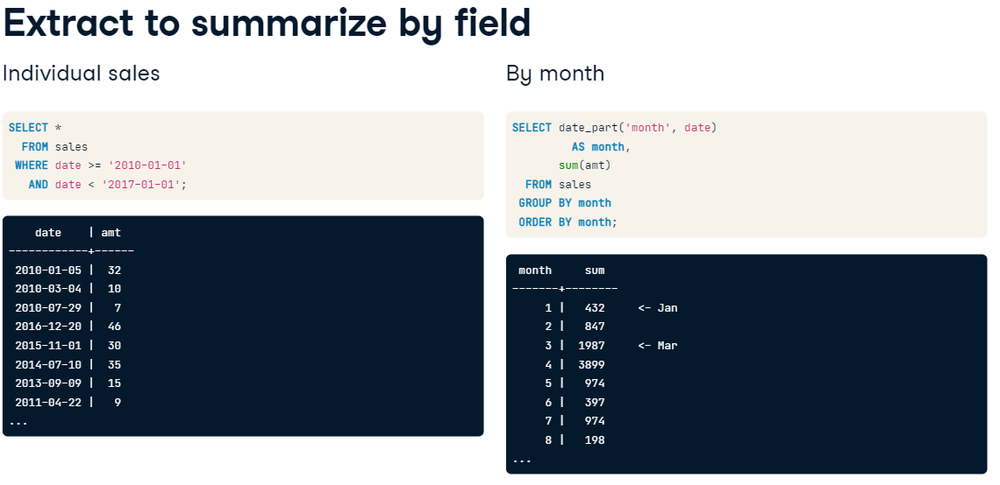 Extract to summarize by field
Individual sales
SELECT *
FROM sales
WHERE date >= '2010-01-01'
AND date < '2017-01-01';
date | amt
------------+------
2010-01-05 | 32
2010-03-04 | 10
2010-07-29 | 7
2016-12-20 | 46
2015-11-01 | 30
2014-07-10 | 35
2013-09-09 | 15
2011-04-22 | 9
...
By month
SELECT date_part('month', date)
AS month,
sum(amt)
FROM sales
GROUP BY month
ORDER BY month;
month sum
-------+--------
1 | 432 <- Jan
2 | 847
3 | 1987 <- Mar
4 | 3899
5 | 974
6 | 397
7 | 974
8 | 198
...